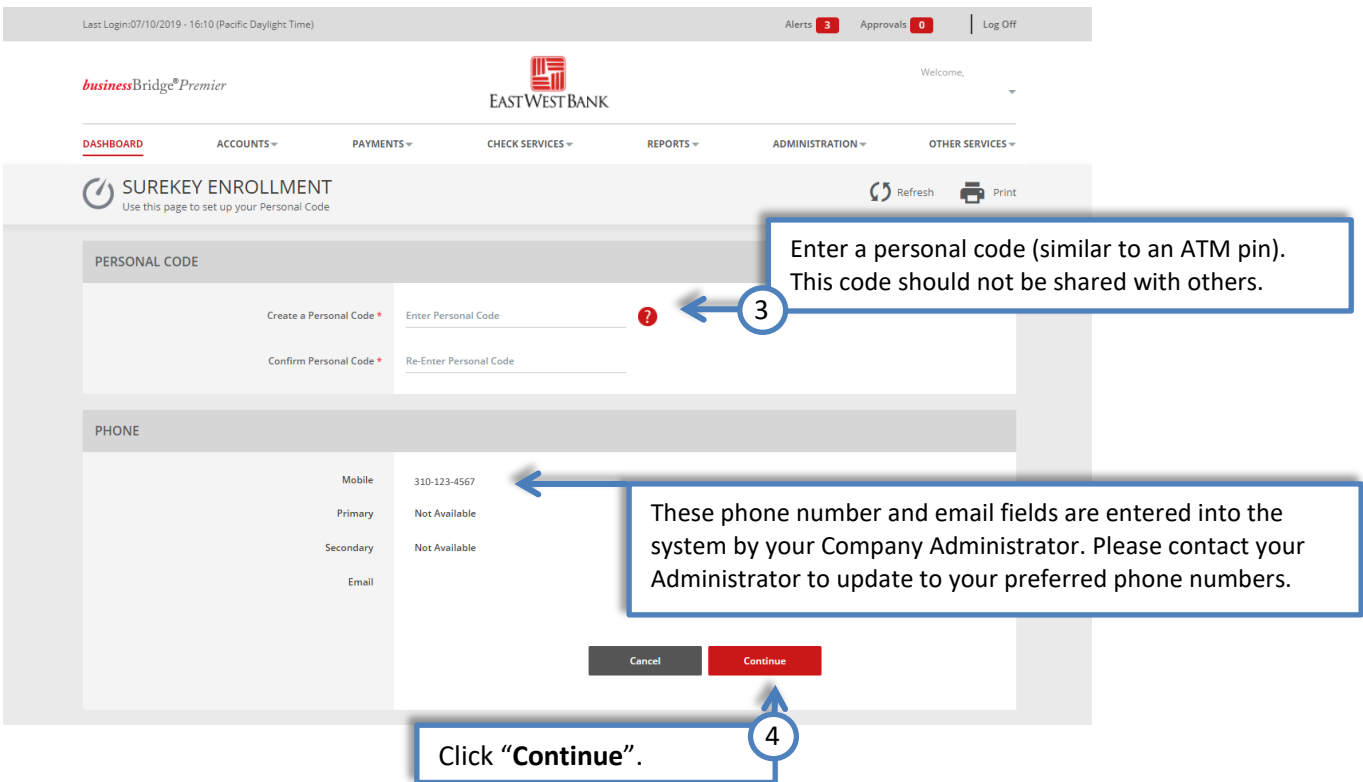 Last Login:07/10/2019 - 16:10 (Pacific Daylight Time) Alerts 3 Approvals 0 Log Off
businessBridge®Premier EAST WEST BANK Welcome,
DASHBOARD ACCOUNTS PAYMENTS CHECK SERVICES REPORTS ADMINISTRATION OTHER SERVICES
SUREKEY ENROLLMENT Refresh Print
Use this page to set up your Personal Code
Enter a personal code (similar to an ATM pin).
This code should not be shared with others.
PERSONAL CODE
Create a Personal Code * Enter Personal Code ? 3
Confirm Personal Code * Re-Enter Personal Code
PHONE
Mobile 310-123-4567
Primary Not Available
Secondary Not Available
Email
These phone number and email fields are entered into the
system by your Company Administrator. Please contact your
Administrator to update to your preferred phone numbers.
Cancel Continue
4
Click “Continue”.